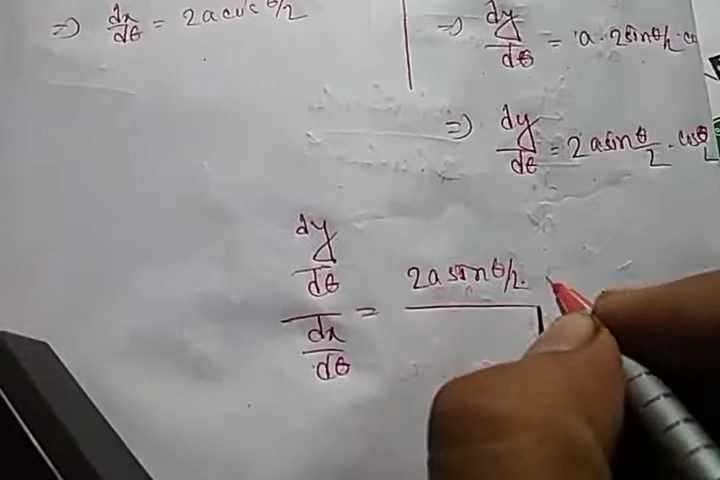 => dx/dθ = 2a cos θ/2
=> dy/dθ = a · 2 sin θ/2
=> dy/dθ = 2a sin θ/2 · cos θ/2
dy/dθ / dx/dθ = 2a sin θ/2 ·